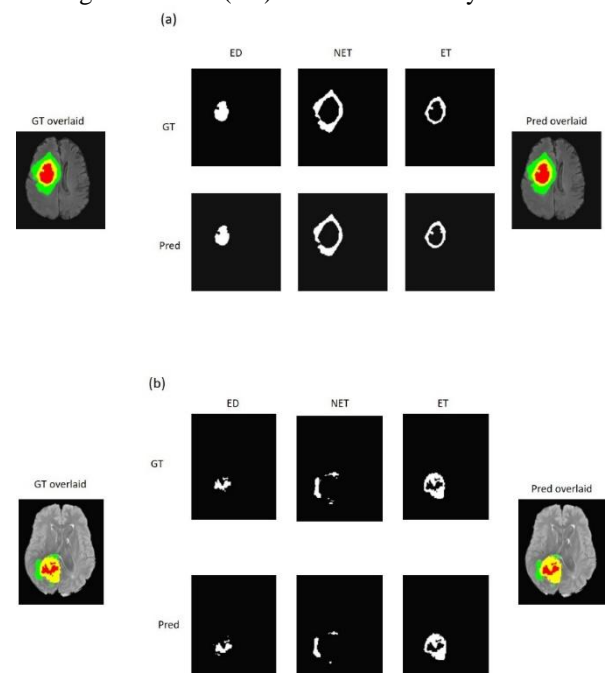 (a)
ED NET ET
GT overlaid
GT
Pred overlaid
Pred
(b)
ED NET ET
GT
GT overlaid
Pred overlaid
Pred